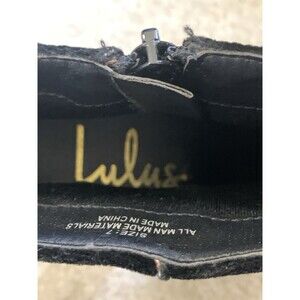 Lulus
SIZE: 7
ALL MAN MADE MATERIALS
MADE IN CHINA